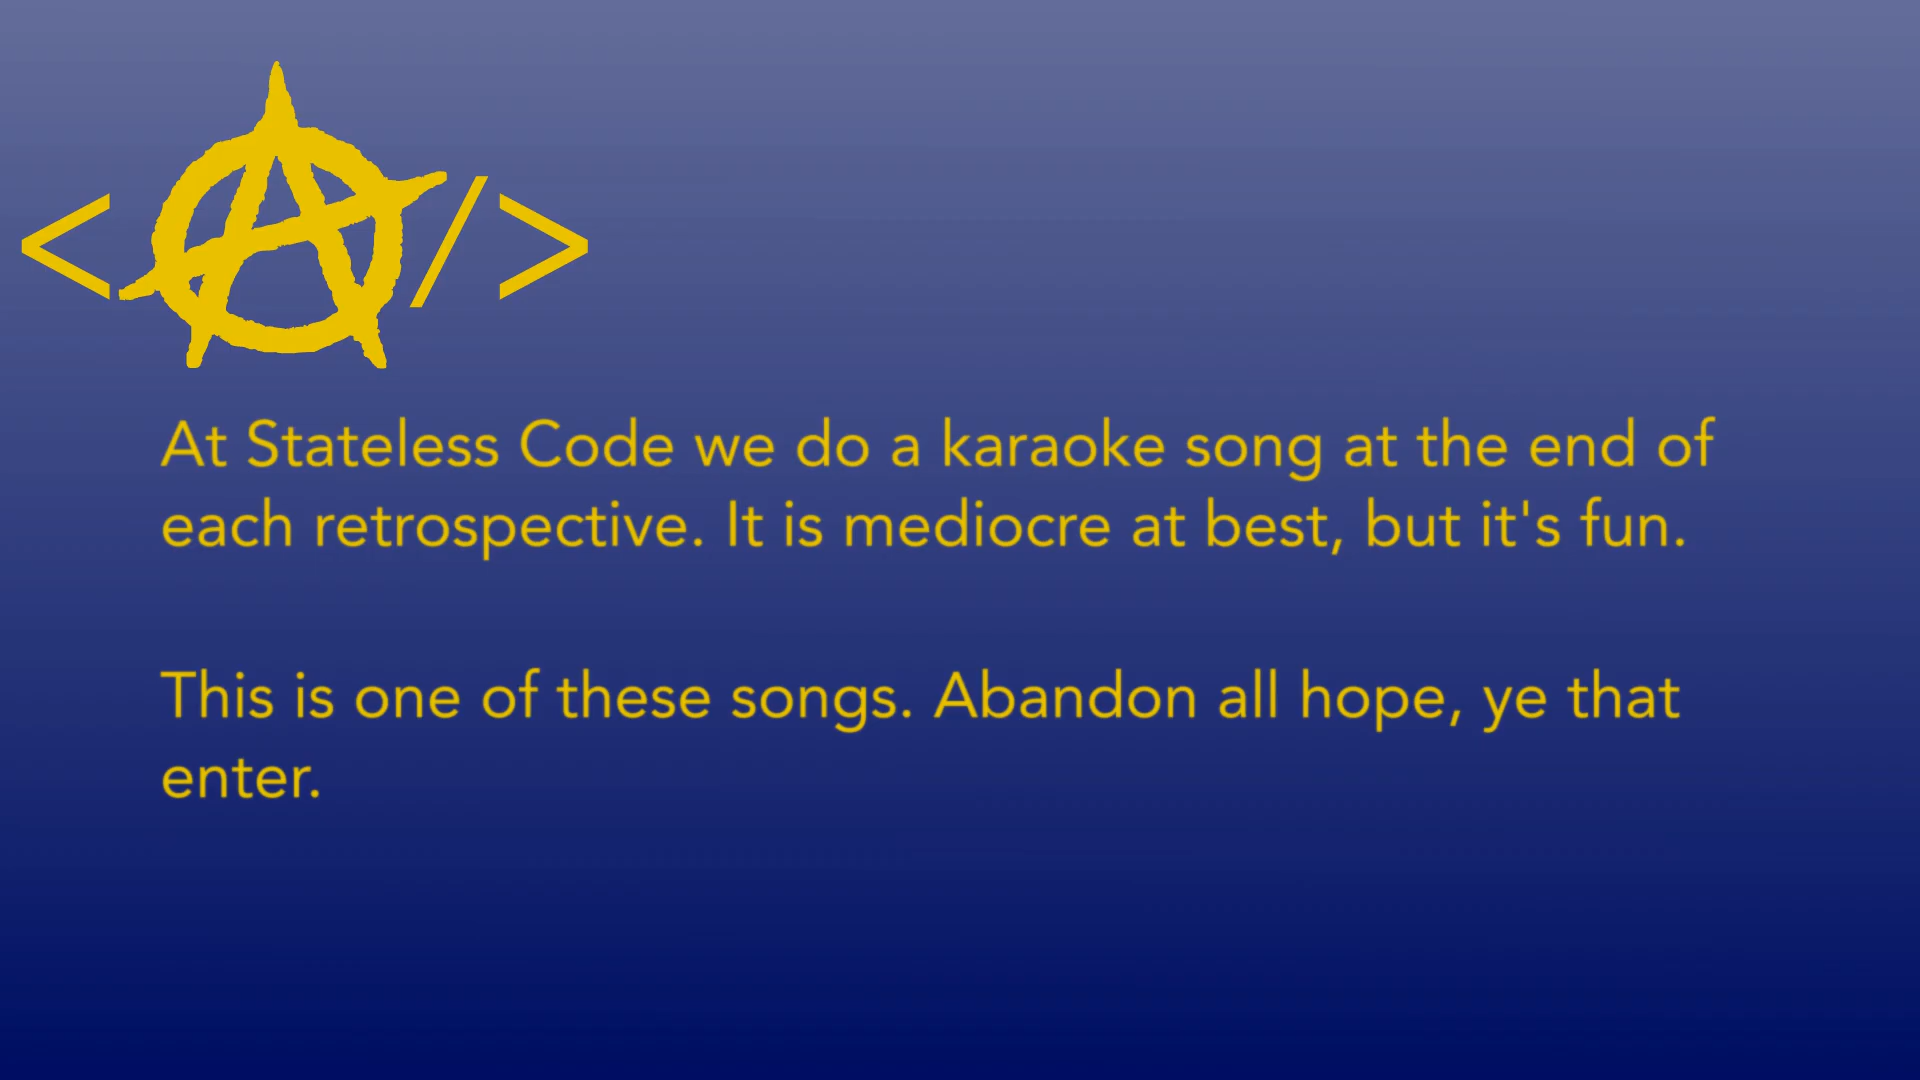 <A/>
At Stateless Code we do a karaoke song at the end of
each retrospective. It is mediocre at best, but it's fun.
This is one of these songs. Abandon all hope, ye that
enter.